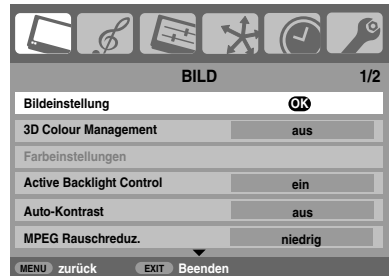 BILD 1/2
Bildeinstellung OK
3D Colour Management aus
Farbeinstellungen
Active Backlight Control ein
Auto-Kontrast aus
MPEG Rauschreduz. niedrig
MENU zurück EXIT Beenden